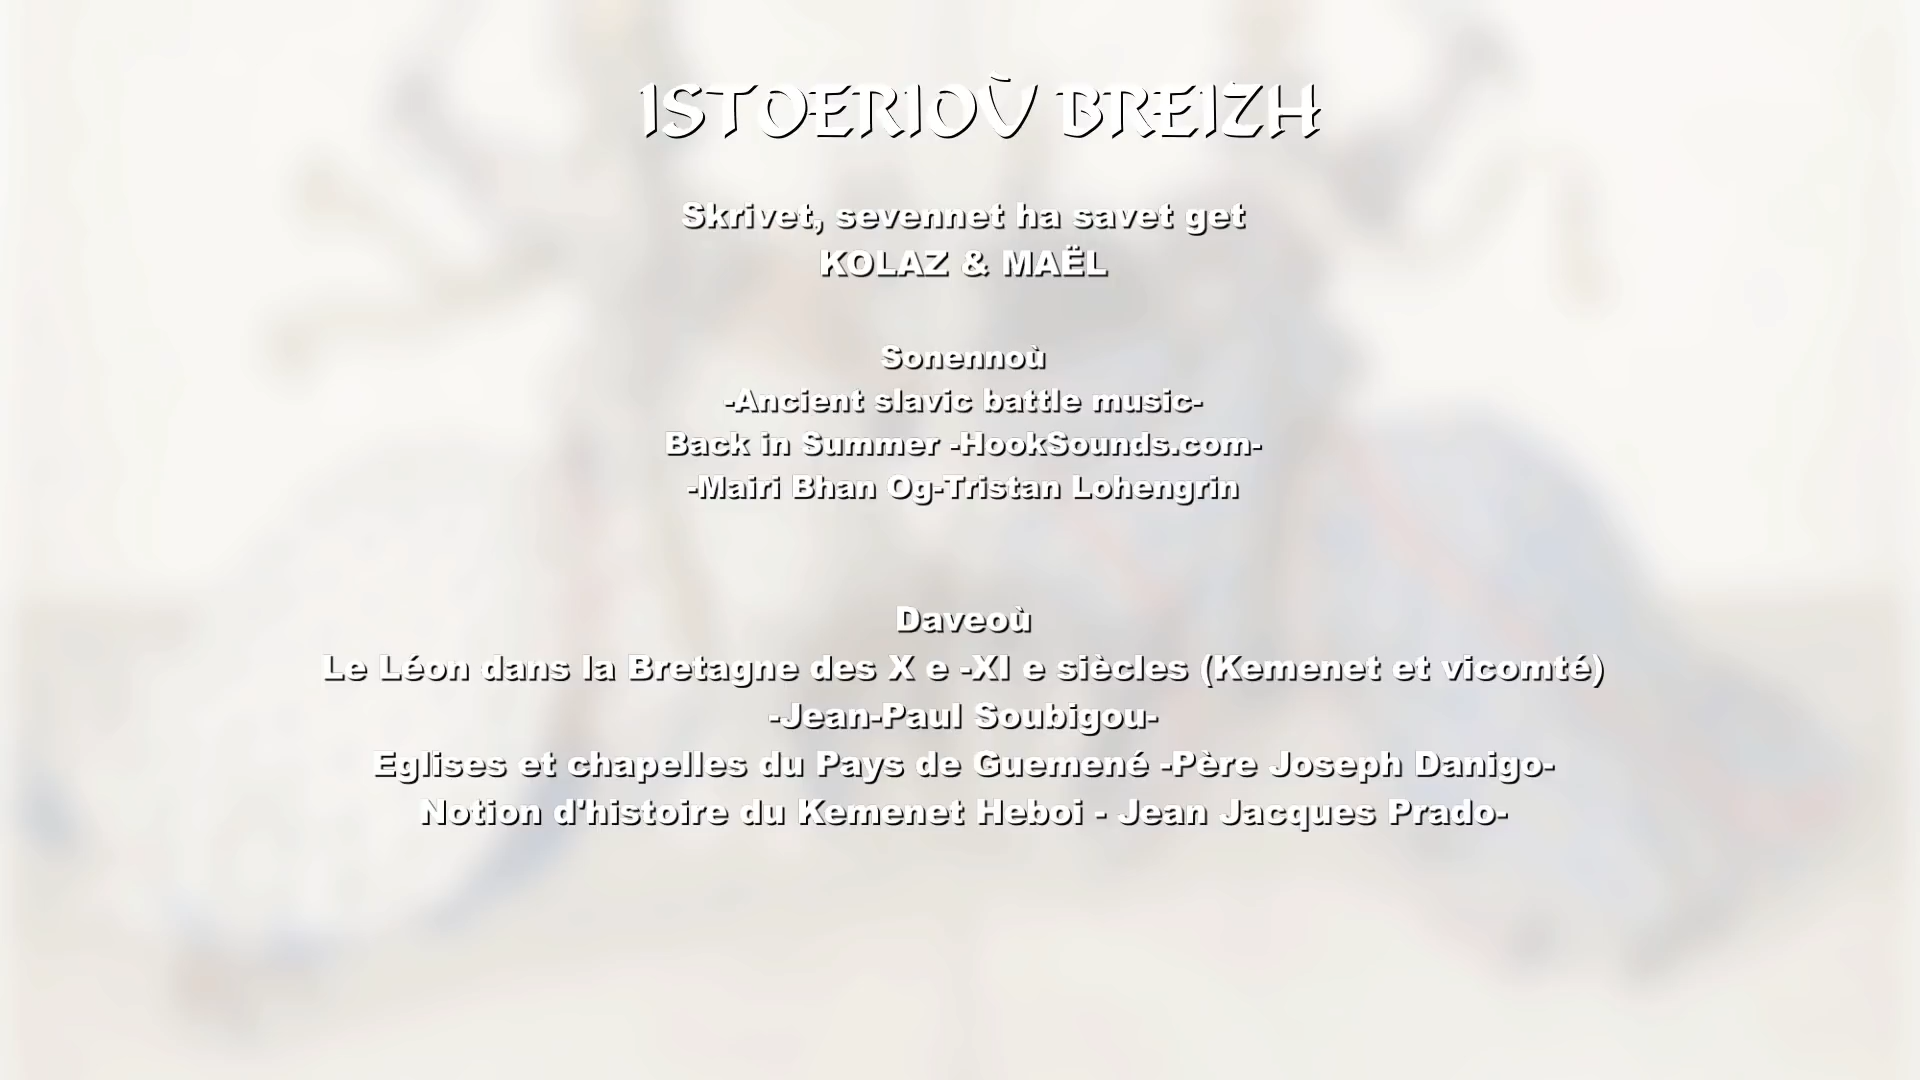 ISTOERIOÙ BREIZH
Skrivet, sevennet ha savet get
KOLAZ & MAËL
Sonennoù
-Ancient slavic battle music-
Back in Summer -HookSounds.com-
-Mairi Bhan Og-Tristan Lohengrin
Daveoù
Le Léon dans la Bretagne des X e -XI e siècles (Kemenet et vicomté)
-Jean-Paul Soubigou-
Eglises et chapelles du Pays de Guemené -Père Joseph Danigo-
Notion d'histoire du Kemenet Heboi - Jean Jacques Prado-